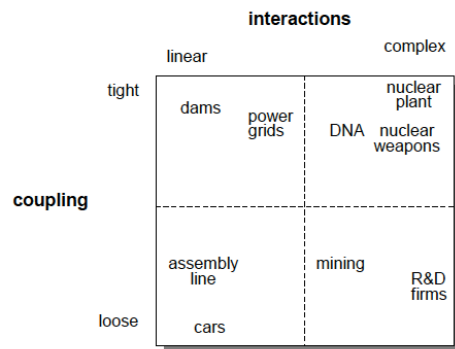 interactions
complex
linear
tight
nuclear
plant
dams
power
grids
DNA
nuclear
weapons
coupling
assembly
line
mining
R&D
firms
loose
cars